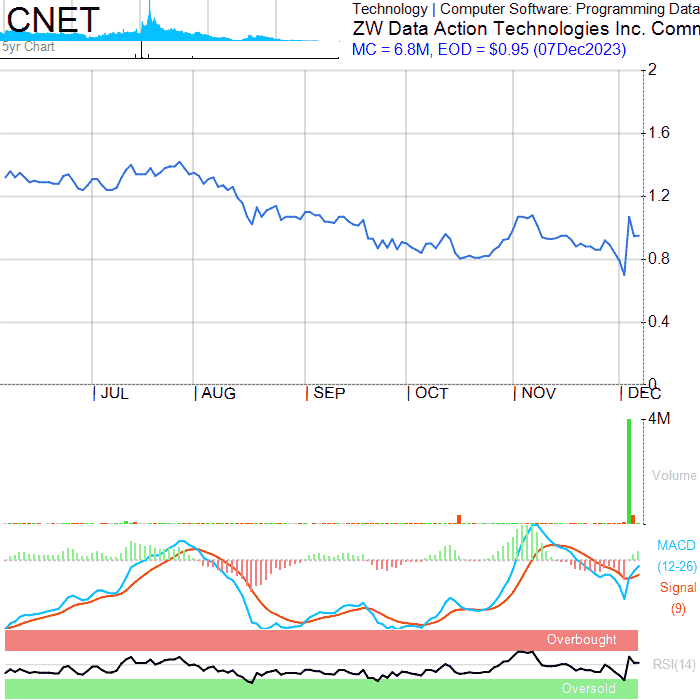 CNET
5yr Chart
Technology | Computer Software: Programming Data
ZW Data Action Technologies Inc. Comm
MC = 6.8M, EOD = $0.95 (07Dec2023)
2
1.6
1.2
0.8
0.4
0
JUL AUG SEP OCT NOV DEC
4M
Volume
MACD
(12-26)
Signal
(9)
Overbought
RSI(14)
Oversold